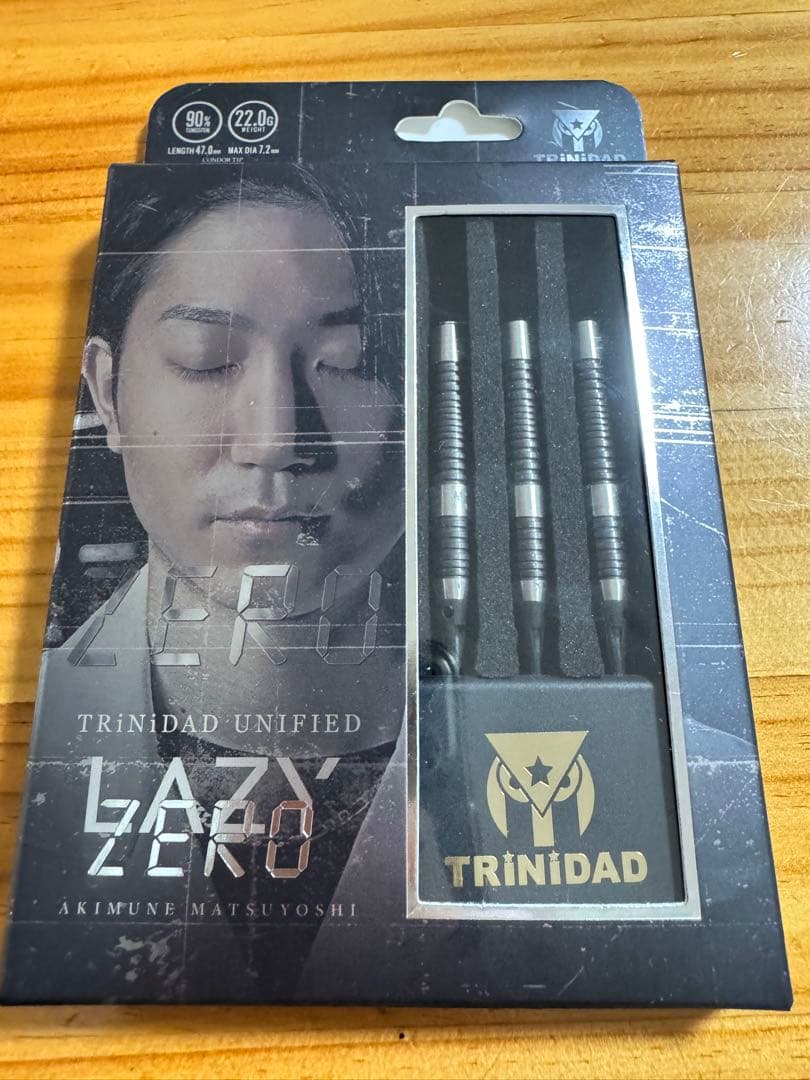 90%
TUNGSTEN
22.0G
WEIGHT
LENGTH 47.0mm MAX DIA 7.2mm
CONDOR TIP
TRiNiDAD
ZERO
TRiNiDAD UNIFIED
LAZY
ZERO
AKIMUNE MATSUYOSHI
TRiNiDAD